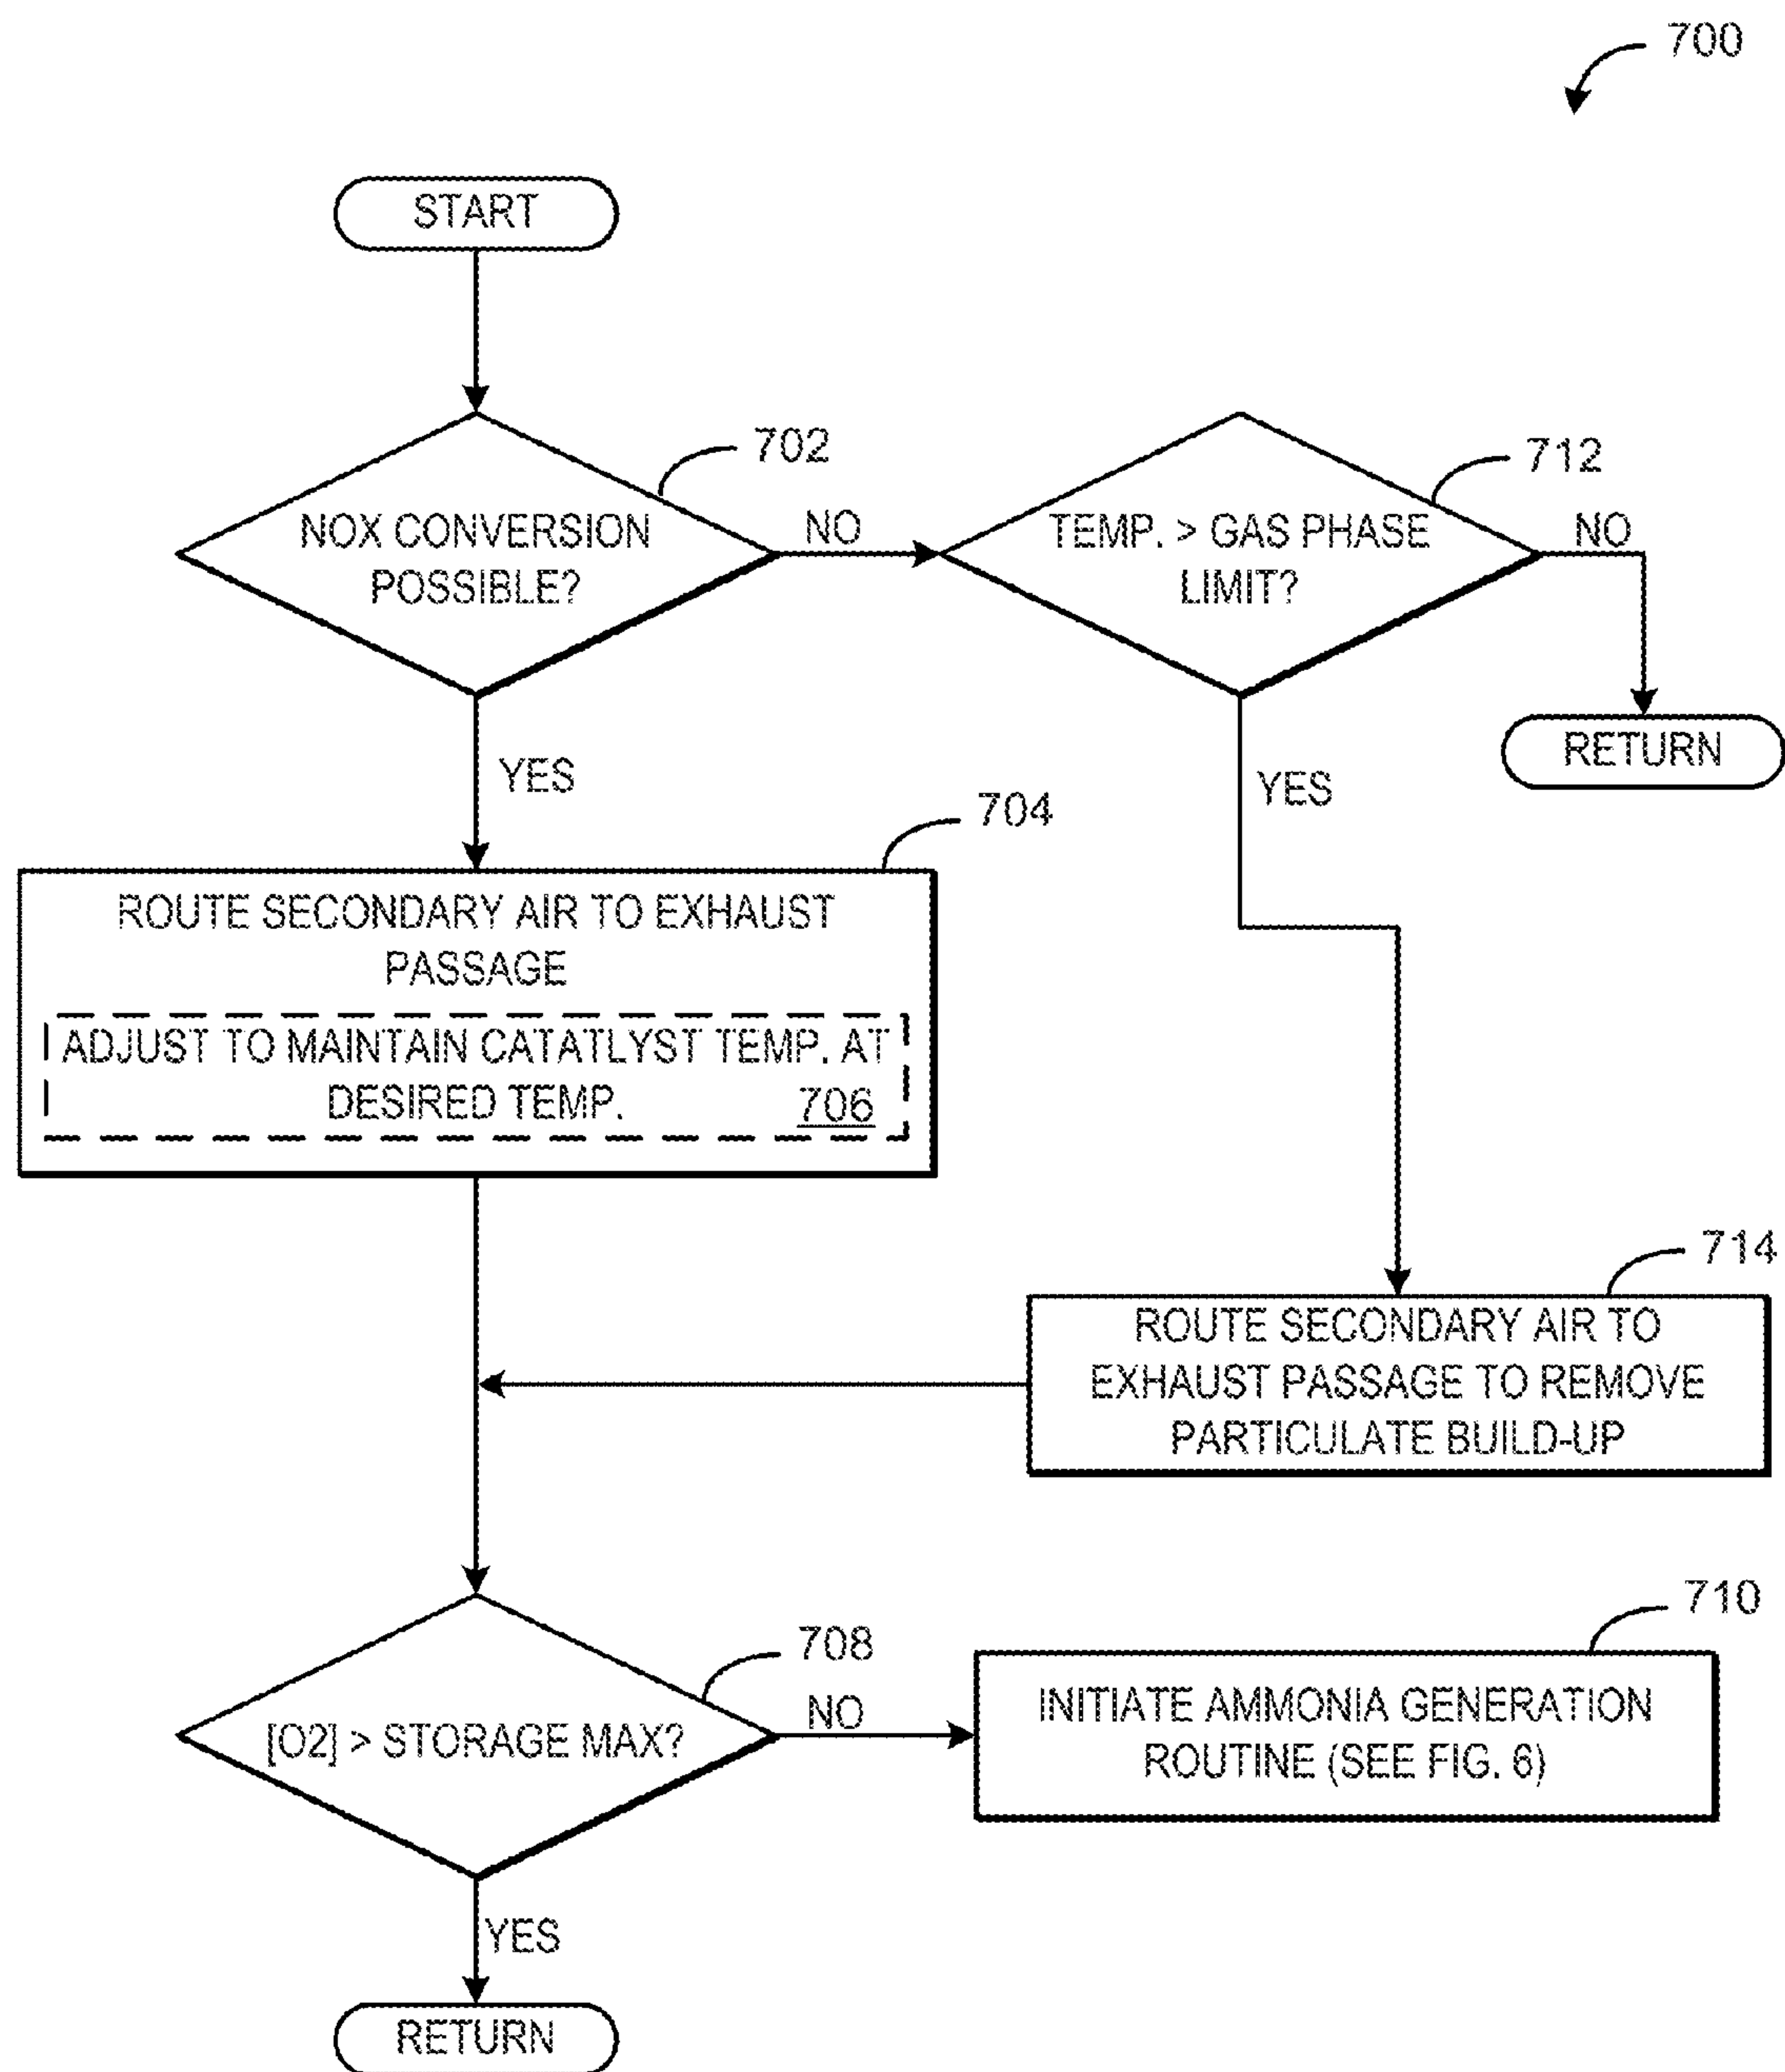 700
START
702
NOX CONVERSION
POSSIBLE?
NO
712
TEMP. > GAS PHASE
LIMIT?
NO
RETURN
YES
YES
704
ROUTE SECONDARY AIR TO EXHAUST
PASSAGE
ADJUST TO MAINTAIN CATATLYST TEMP. AT
DESIRED TEMP. 706
714
ROUTE SECONDARY AIR TO
EXHAUST PASSAGE TO REMOVE
PARTICULATE BUILD-UP
708
[O2] > STORAGE MAX?
NO
710
INITIATE AMMONIA GENERATION
ROUTINE (SEE FIG. 6)
YES
RETURN